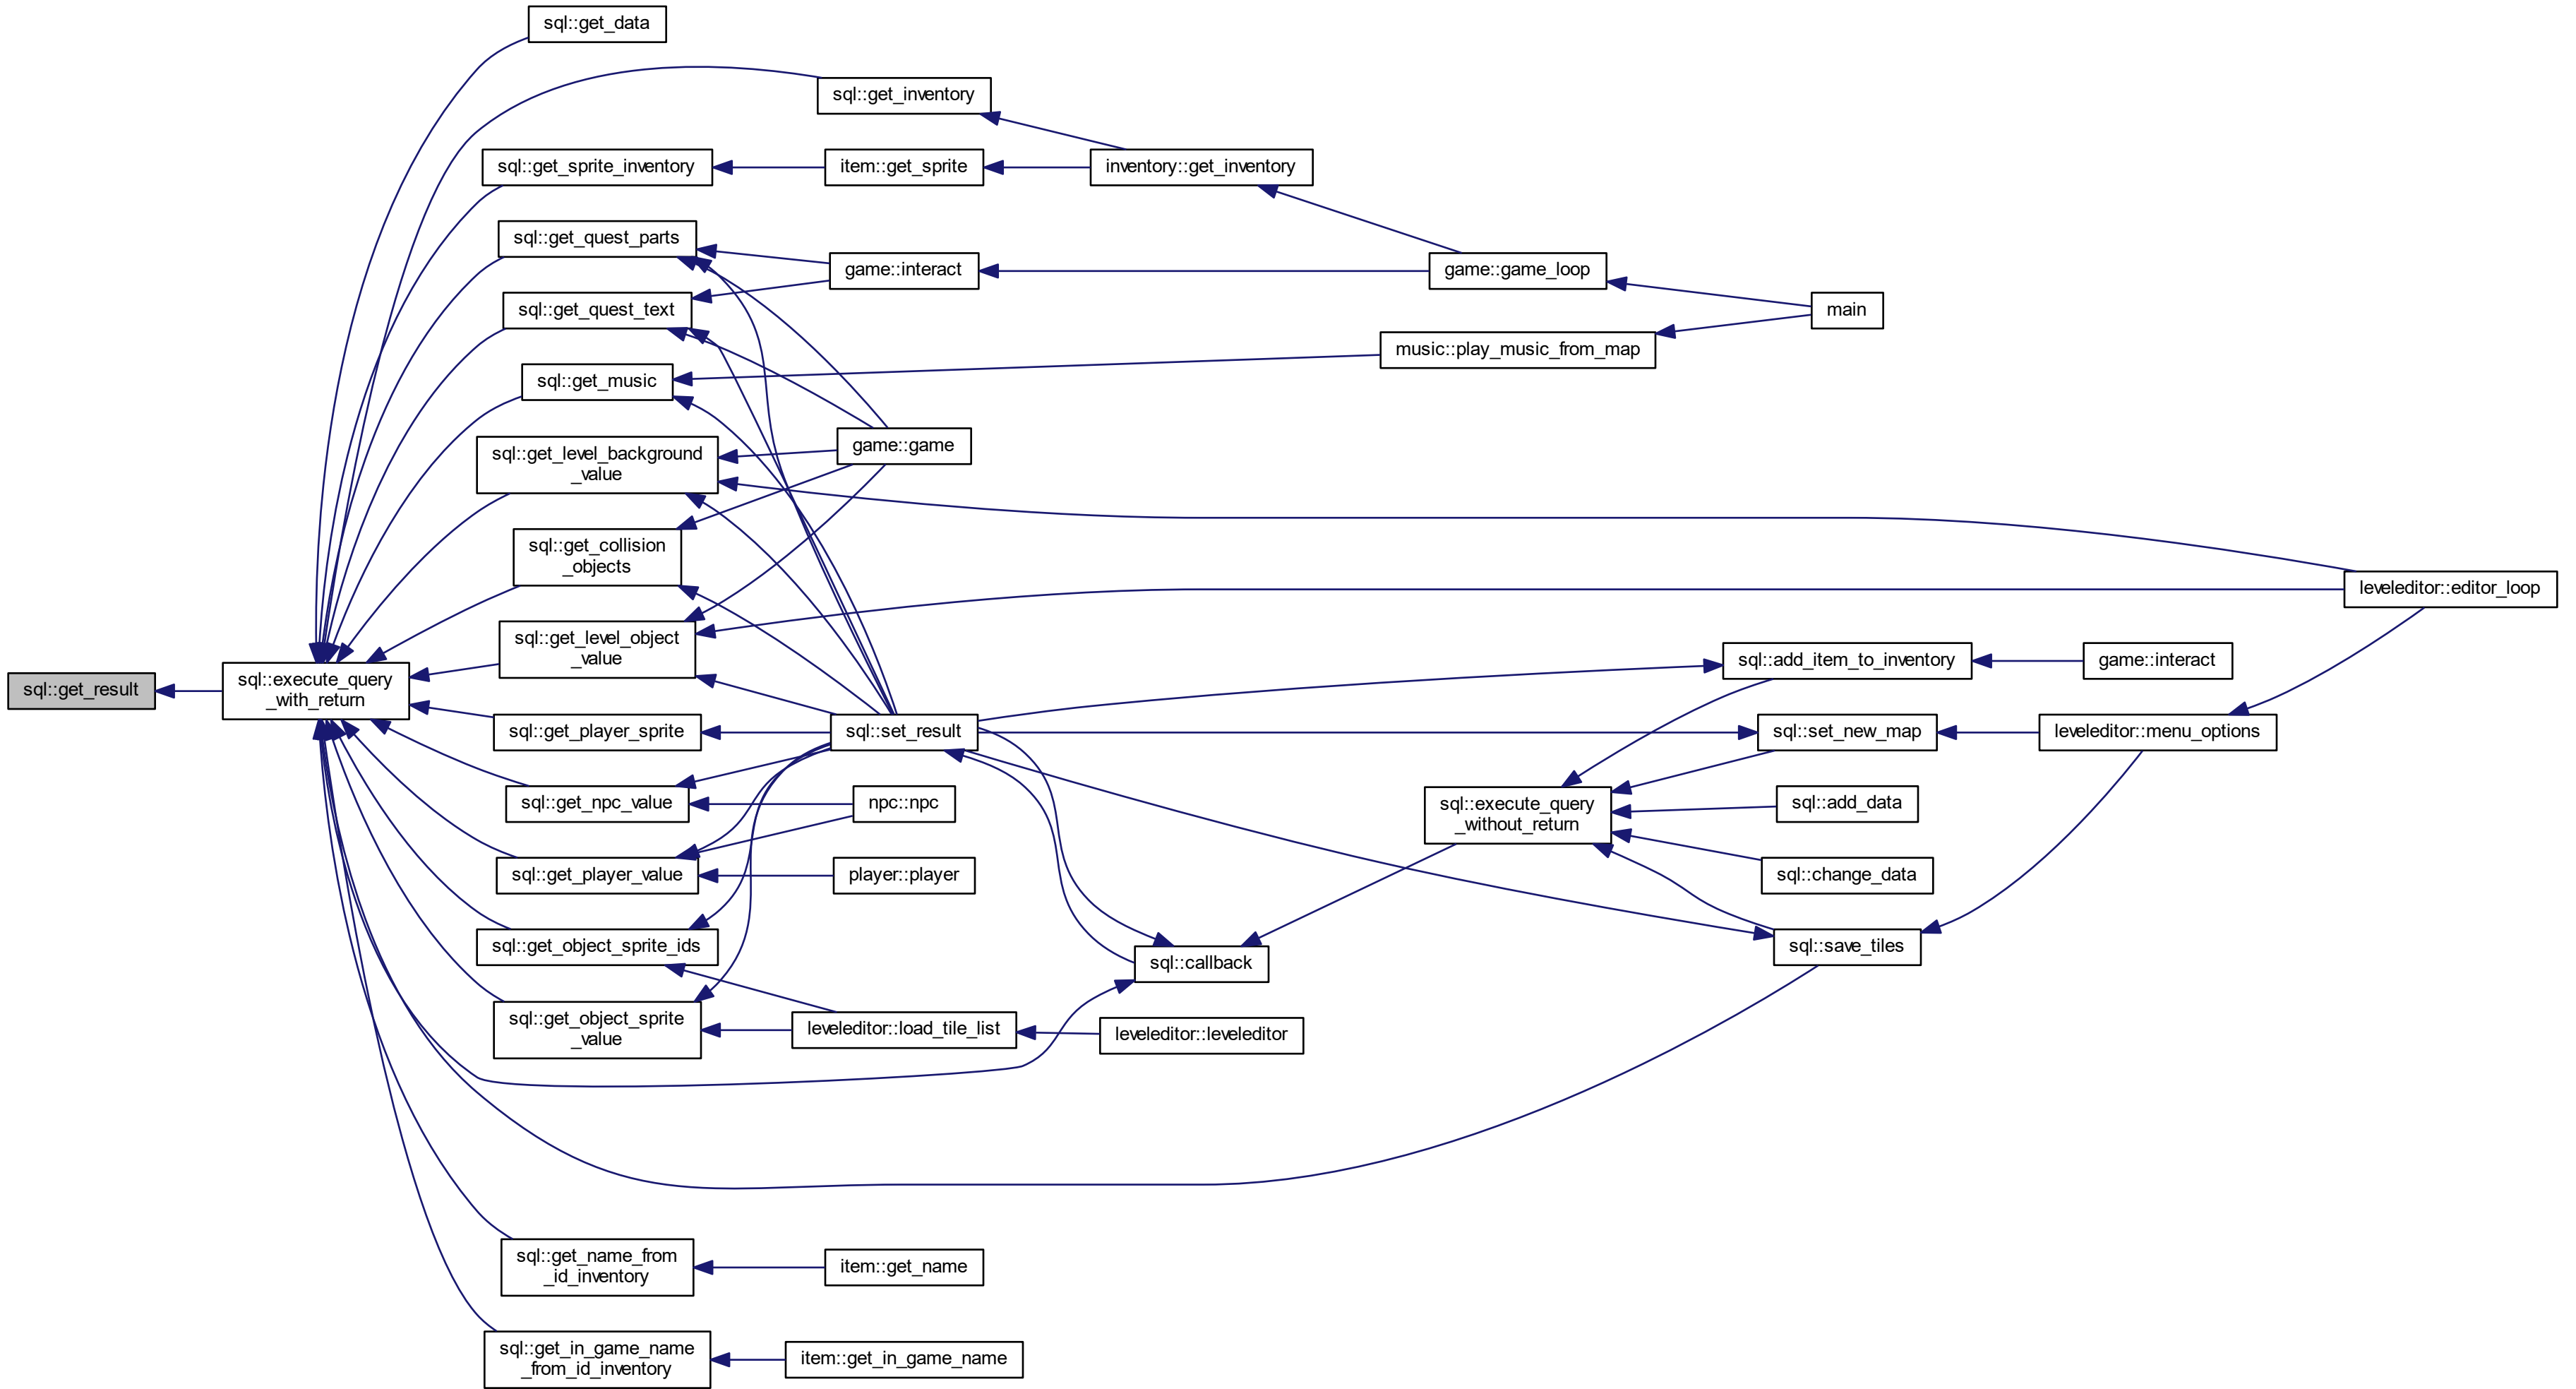 sql::get_data
sql::get_inventory
sql::get_sprite_inventory
item::get_sprite
inventory::get_inventory
sql::get_quest_parts
game::interact
game::game_loop
sql::get_quest_text
main
music::play_music_from_map
sql::get_music
game::game
sql::get_level_background
_value
sql::get_collision
_objects
leveleditor::editor_loop
sql::get_level_object
_value
sql::add_item_to_inventory
game::interact
sql::get_result
sql::execute_query
_with_return
sql::get_player_sprite
sql::set_result
sql::set_new_map
leveleditor::menu_options
sql::get_npc_value
npc::npc
sql::execute_query
_without_return
sql::add_data
sql::get_player_value
player::player
sql::change_data
sql::get_object_sprite_ids
sql::callback
sql::save_tiles
sql::get_object_sprite
_value
leveleditor::load_tile_list
leveleditor::leveleditor
sql::get_name_from
_id_inventory
item::get_name
sql::get_in_game_name
_from_id_inventory
item::get_in_game_name